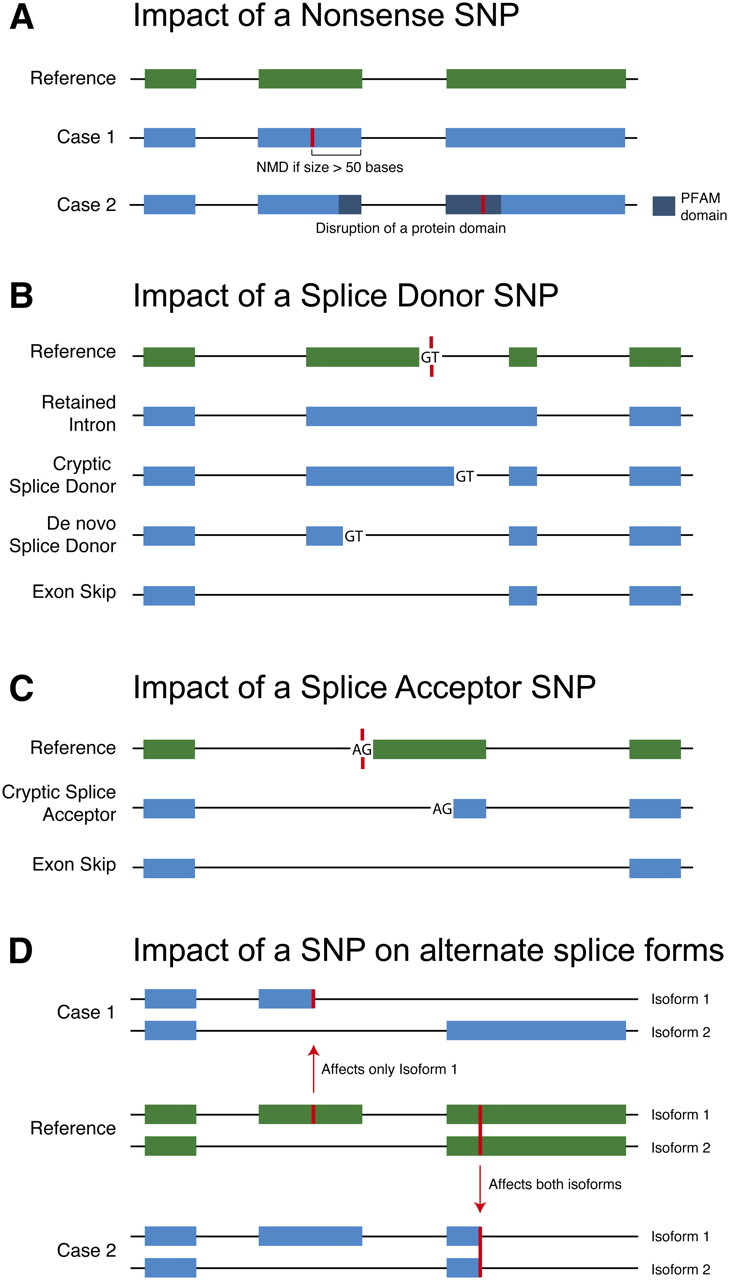 A Impact of a Nonsense SNP
Reference
Case 1
NMD if size > 50 bases
Case 2
PFAM
domain
Disruption of a protein domain
B Impact of a Splice Donor SNP
Reference
GT
Retained
Intron
Cryptic
Splice Donor
GT
De novo
Splice Donor
GT
Exon Skip
C Impact of a Splice Acceptor SNP
Reference
AG
Cryptic Splice
Acceptor
AG
Exon Skip
D Impact of a SNP on alternate splice forms
Case 1
Isoform 1
Isoform 2
Affects only Isoform 1
Reference
Isoform 1
Isoform 2
Affects both isoforms
Case 2
Isoform 1
Isoform 2